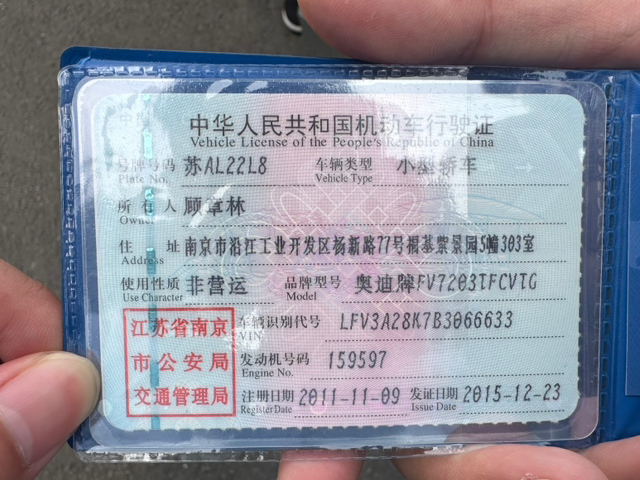 中华人民共和国机动车行驶证
Vehicle License of the People's Republic of China
号牌号码 苏AL22L8 车辆类型 小型轿车
Plate No. Vehicle Type
所有人 顾章林
Owner
住址 南京市沿江工业开发区杨新路77号福基紫景园5幢303室
Address
使用性质 非营运 品牌型号 奥迪牌FV7203TFCVTG
Use Character Model
江苏省南京
市公安局
交通管理局
车辆识别代号 LFV3A28K7B3066633
VIN
发动机号码 159597
Engine No.
注册日期 2011-11-09 发证日期 2015-12-23
Register Date Issue Date